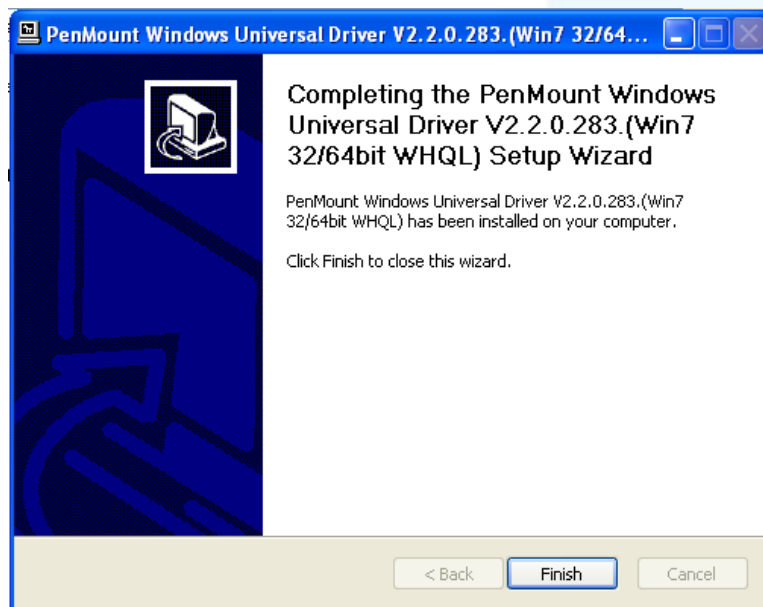 PenMount Windows Universal Driver V2.2.0.283.(Win7 32/64...
Completing the PenMount Windows
Universal Driver V2.2.0.283.(Win7
32/64bit WHQL) Setup Wizard
PenMount Windows Universal Driver V2.2.0.283.(Win7
32/64bit WHQL) has been installed on your computer.
Click Finish to close this wizard.
< Back
Finish
Cancel